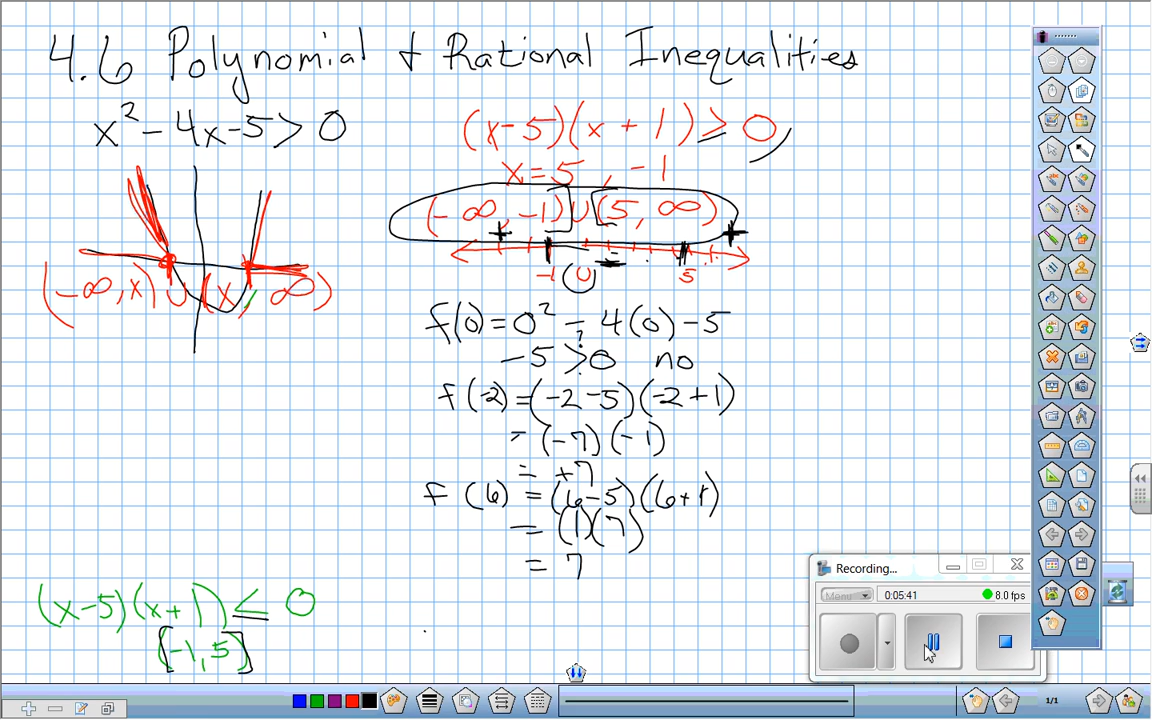 4.6 Polynomial & Rational Inequalities
x² - 4x - 5 > 0
(x-5)(x+1) ≥ 0
x = 5, -1
(-∞, -1)] ∪ [(5, ∞)
+ - +
-1 0 5
(-∞, x) ∪ (x, ∞)
f(0) = 0² - 4(0) - 5
-5 >? 0 no
f(-2) = (-2-5)(-2+1)
= (-7)(-1)
= +7
f(6) = (6-5)(6+1)
= (1)(7)
= 7
(x-5)(x+1) ≤ 0
[(-1, 5)]
Recording...
Menu
0:05:41
8.0 fps
1/1